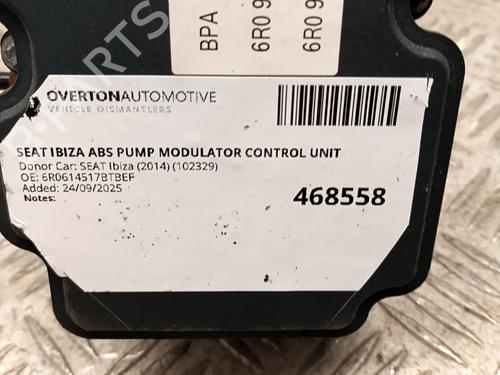 BPA
6R0 9
6R0 9
OVERTONAUTOMOTIVE
VEHICLE DISMANTLERS
SEAT IBIZA ABS PUMP MODULATOR CONTROL UNIT
Donor Car: SEAT Ibiza (2014) (102329)
OE: 6R0614517BTBEF
Added: 24/09/2025
Notes:
468558